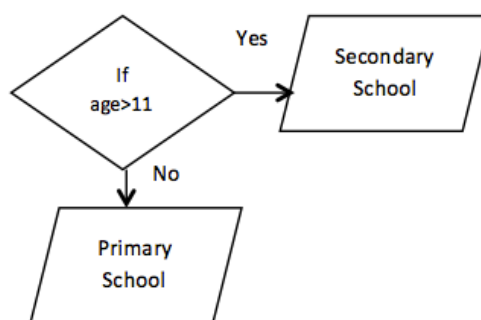 If
age>11
Yes
Secondary
School
No
Primary
School